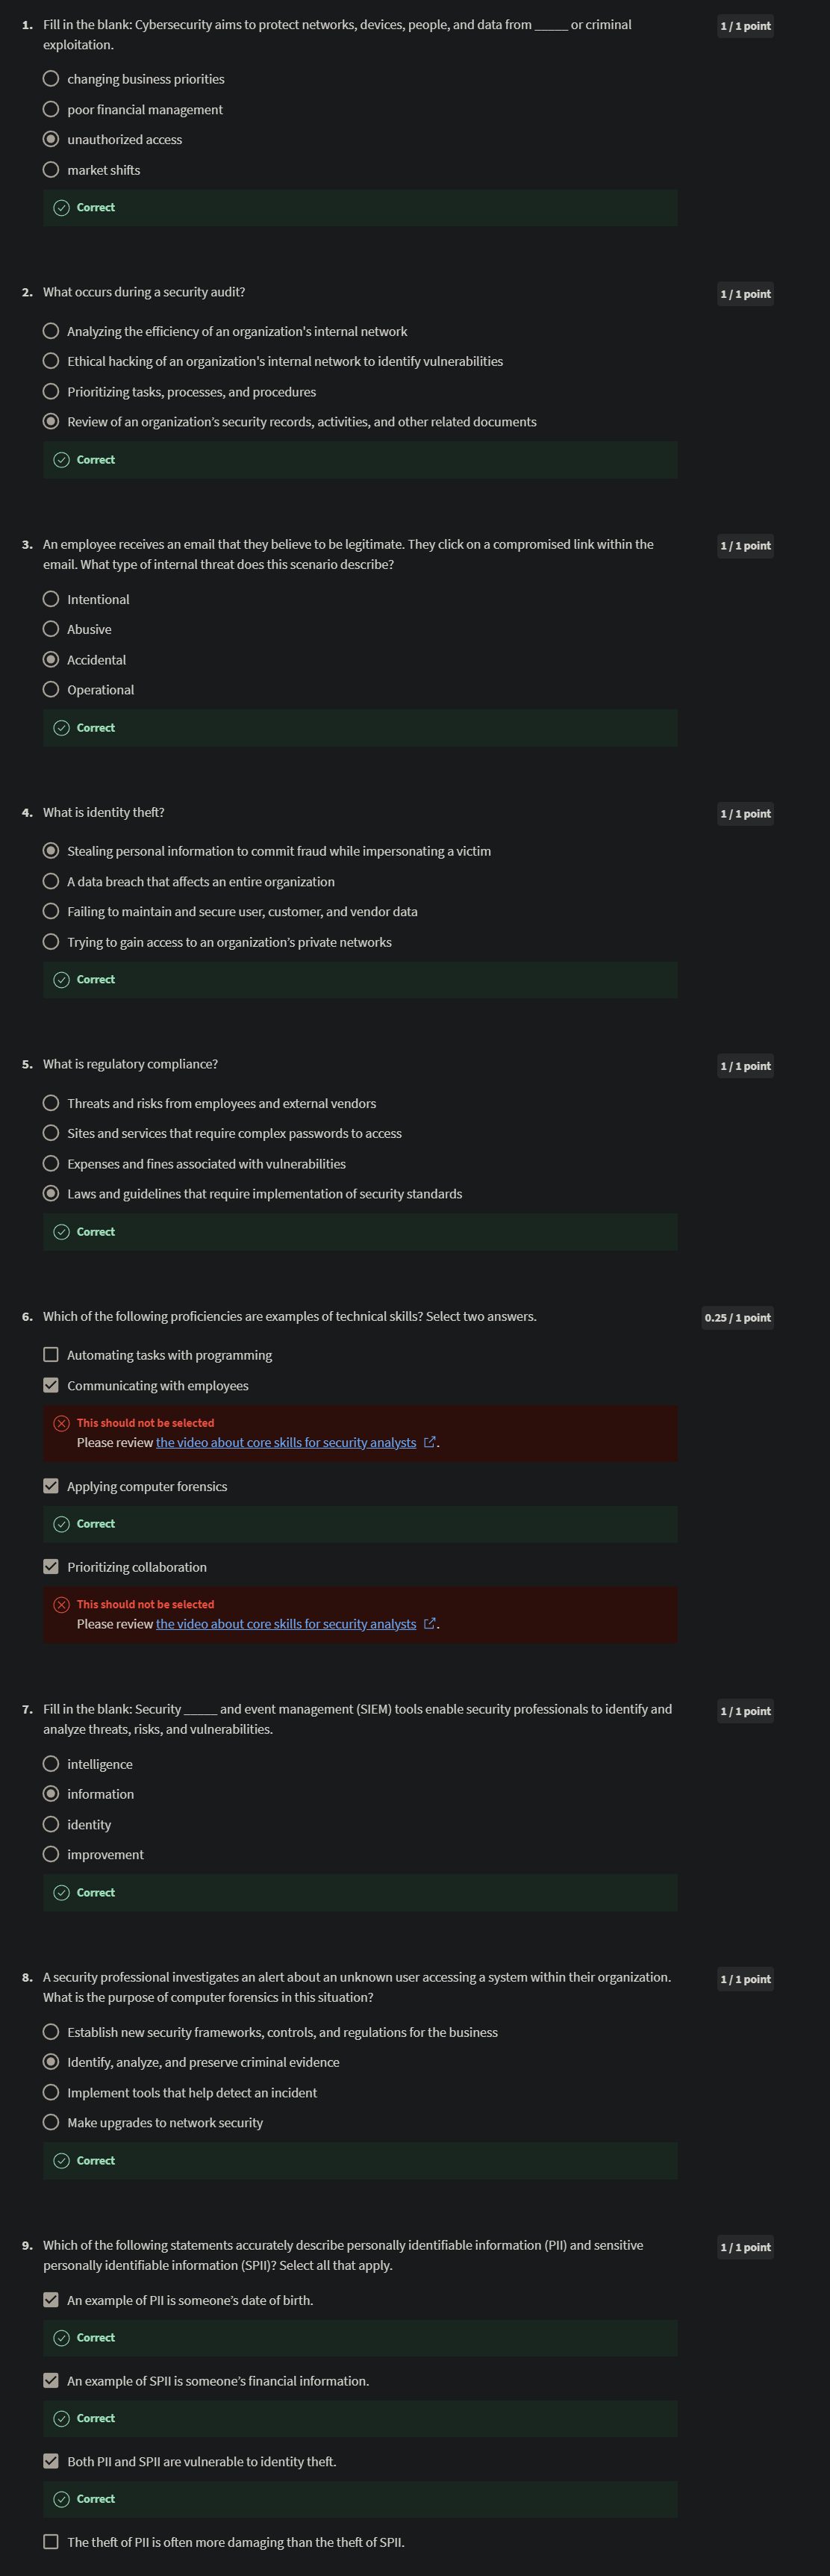 1. Fill in the blank: Cybersecurity aims to protect networks, devices, people, and data from _____ or criminal
exploitation.
1 / 1 point
changing business priorities
poor financial management
unauthorized access
market shifts
Correct
2. What occurs during a security audit?
1 / 1 point
Analyzing the efficiency of an organization's internal network
Ethical hacking of an organization's internal network to identify vulnerabilities
Prioritizing tasks, processes, and procedures
Review of an organization’s security records, activities, and other related documents
Correct
3. An employee receives an email that they believe to be legitimate. They click on a compromised link within the
email. What type of internal threat does this scenario describe?
1 / 1 point
Intentional
Abusive
Accidental
Operational
Correct
4. What is identity theft?
1 / 1 point
Stealing personal information to commit fraud while impersonating a victim
A data breach that affects an entire organization
Failing to maintain and secure user, customer, and vendor data
Trying to gain access to an organization’s private networks
Correct
5. What is regulatory compliance?
1 / 1 point
Threats and risks from employees and external vendors
Sites and services that require complex passwords to access
Expenses and fines associated with vulnerabilities
Laws and guidelines that require implementation of security standards
Correct
6. Which of the following proficiencies are examples of technical skills? Select two answers.
0.25 / 1 point
Automating tasks with programming
Communicating with employees
This should not be selected
Please review the video about core skills for security analysts.
Applying computer forensics
Correct
Prioritizing collaboration
This should not be selected
Please review the video about core skills for security analysts.
7. Fill in the blank: Security _____ and event management (SIEM) tools enable security professionals to identify and
analyze threats, risks, and vulnerabilities.
1 / 1 point
intelligence
information
identity
improvement
Correct
8. A security professional investigates an alert about an unknown user accessing a system within their organization.
What is the purpose of computer forensics in this situation?
1 / 1 point
Establish new security frameworks, controls, and regulations for the business
Identify, analyze, and preserve criminal evidence
Implement tools that help detect an incident
Make upgrades to network security
Correct
9. Which of the following statements accurately describe personally identifiable information (PII) and sensitive
personally identifiable information (SPII)? Select all that apply.
1 / 1 point
An example of PII is someone’s date of birth.
Correct
An example of SPII is someone’s financial information.
Correct
Both PII and SPII are vulnerable to identity theft.
Correct
The theft of PII is often more damaging than the theft of SPII.